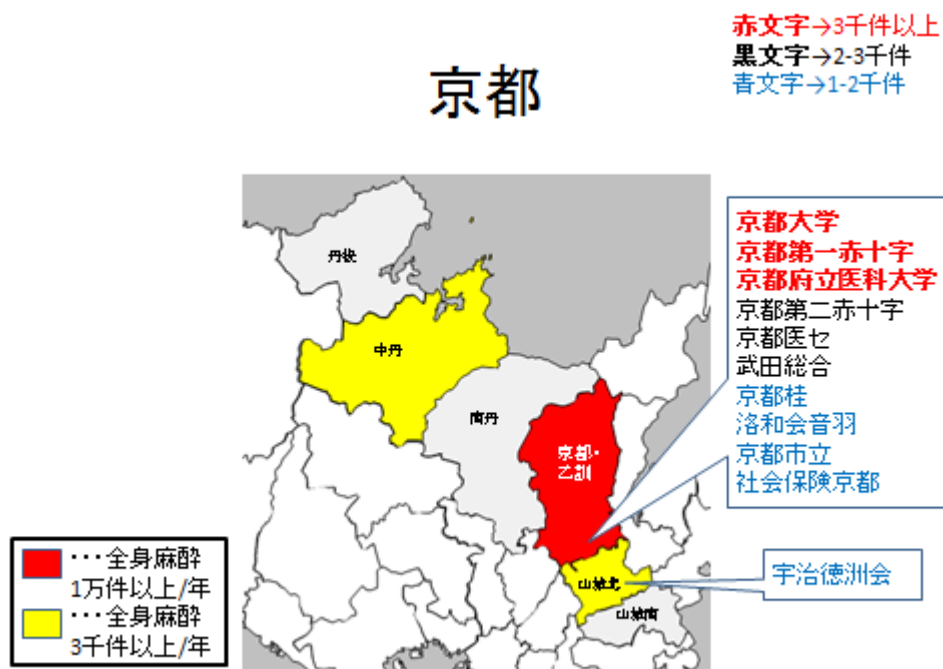 赤文字→3千件以上
黒文字→2-3千件
青文字→1-2千件
京都
丹後
中丹
南丹
京都・
乙訓
山城北
山城南
京都大学
京都第一赤十字
京都府立医科大学
京都第二赤十字
京都医セ
武田総合
京都桂
洛和会音羽
京都市立
社会保険京都
宇治徳洲会
・・・全身麻酔
1万件以上/年
・・・全身麻酔
3千件以上/年